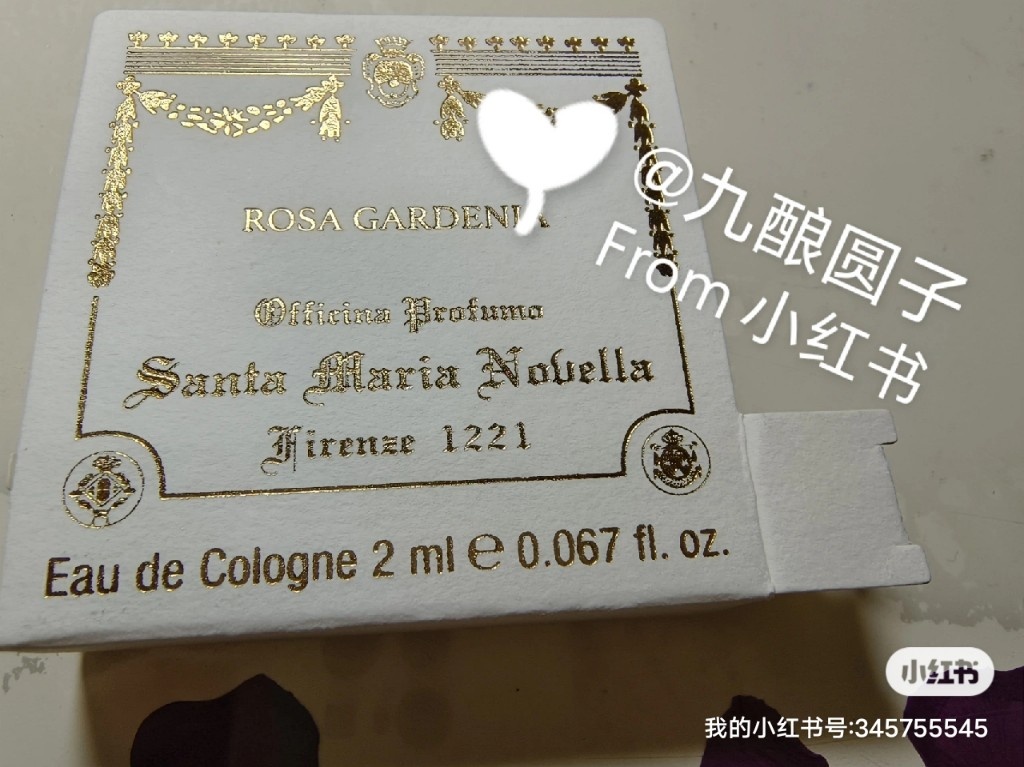 ROSA GARDENIA
Officina Profumo
Santa Maria Novella
Firenze 1221
Eau de Cologne 2 ml e 0.067 fl. oz.
@九酿圆子
From 小红书
小红书
我的小红书号:345755545